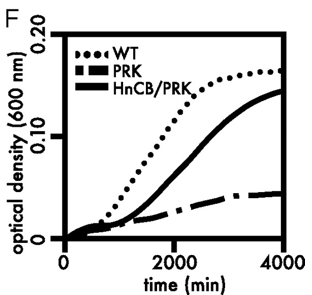 F
0.20
WT
PRK
HnCB/PRK
0.10
optical density (600 nm)
0
0 2000 4000
time (min)